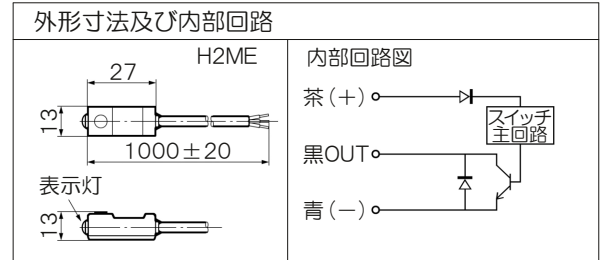 外形寸法及び内部回路
H2ME
27
13
1000±20
表示灯
13
内部回路図
茶(+)
スイッチ
主回路
黒OUT
青(−)